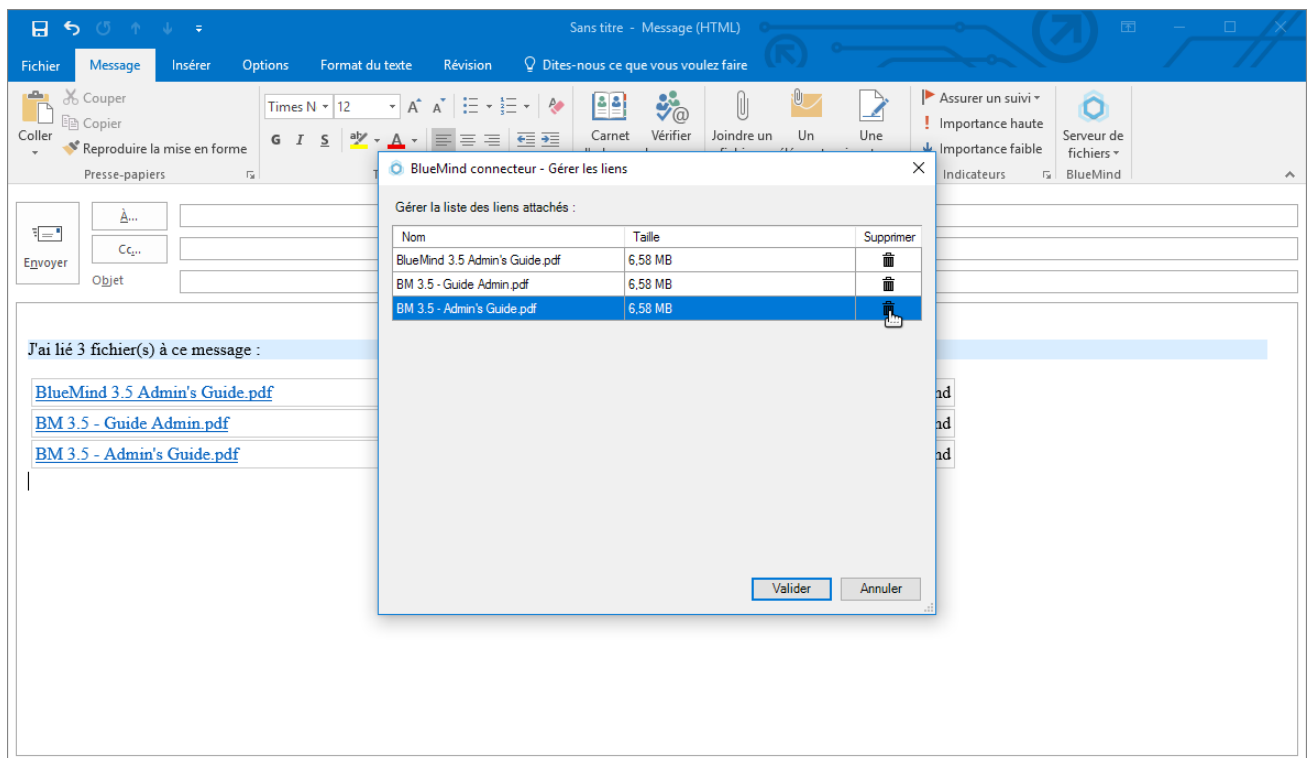 Sans titre - Message (HTML)
Fichier Message Insérer Options Format du texte Révision Dites-nous ce que vous voulez faire
Coller
Couper
Copier
Reproduire la mise en forme
Presse-papiers
Times N 12
G I S
Carnet
Vérifier
Joindre un
Un
Une
Assurer un suivi
Importance haute
Importance faible
Indicateurs
Serveur de
fichiers
BlueMind
Envoyer
À...
Cc...
Objet
BlueMind connecteur - Gérer les liens
Gérer la liste des liens attachés :
Nom Taille Supprimer
BlueMind 3.5 Admin's Guide.pdf 6,58 MB
BM 3.5 - Guide Admin.pdf 6,58 MB
BM 3.5 - Admin's Guide.pdf 6,58 MB
Valider Annuler
J'ai lié 3 fichier(s) à ce message :
BlueMind 3.5 Admin's Guide.pdf
BM 3.5 - Guide Admin.pdf
BM 3.5 - Admin's Guide.pdf